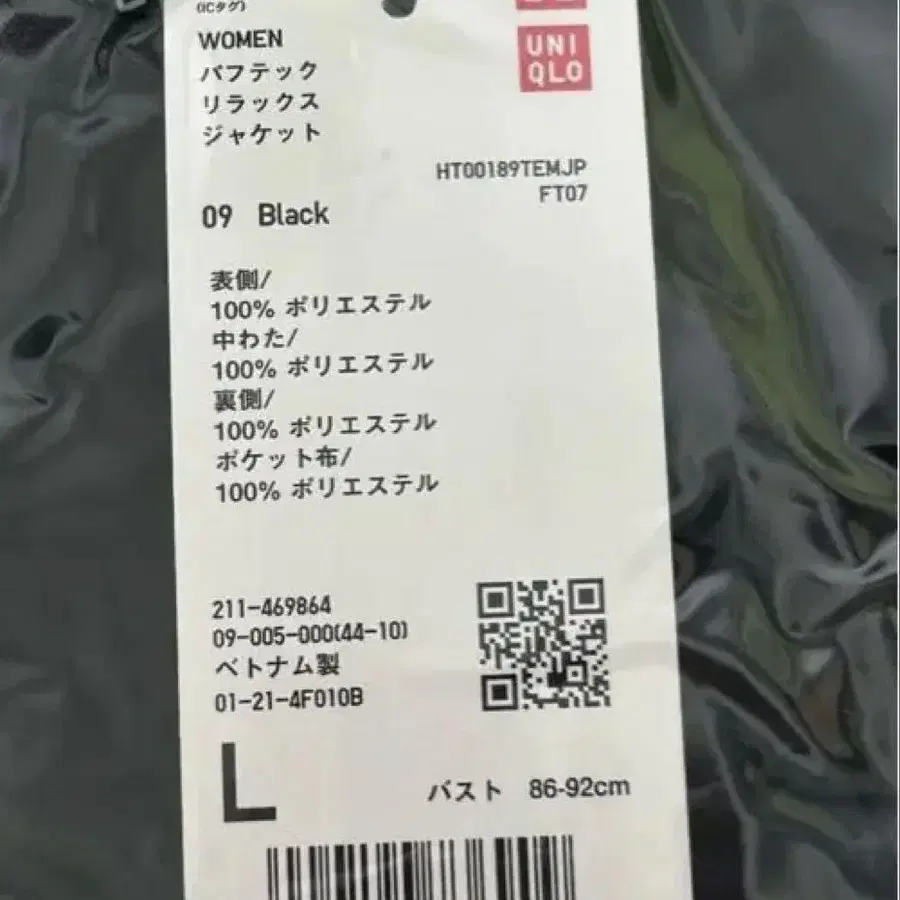 (ICタグ)
WOMEN
パフテック
リラックス
ジャケット
UNI
QLO
HT00189TEMJP
FT07
09 Black
表側/
100% ポリエステル
中わた/
100% ポリエステル
裏側/
100% ポリエステル
ポケット布/
100% ポリエステル
211-469864
09-005-000(44-10)
ベトナム製
01-21-4F010B
L
バスト 86-92cm